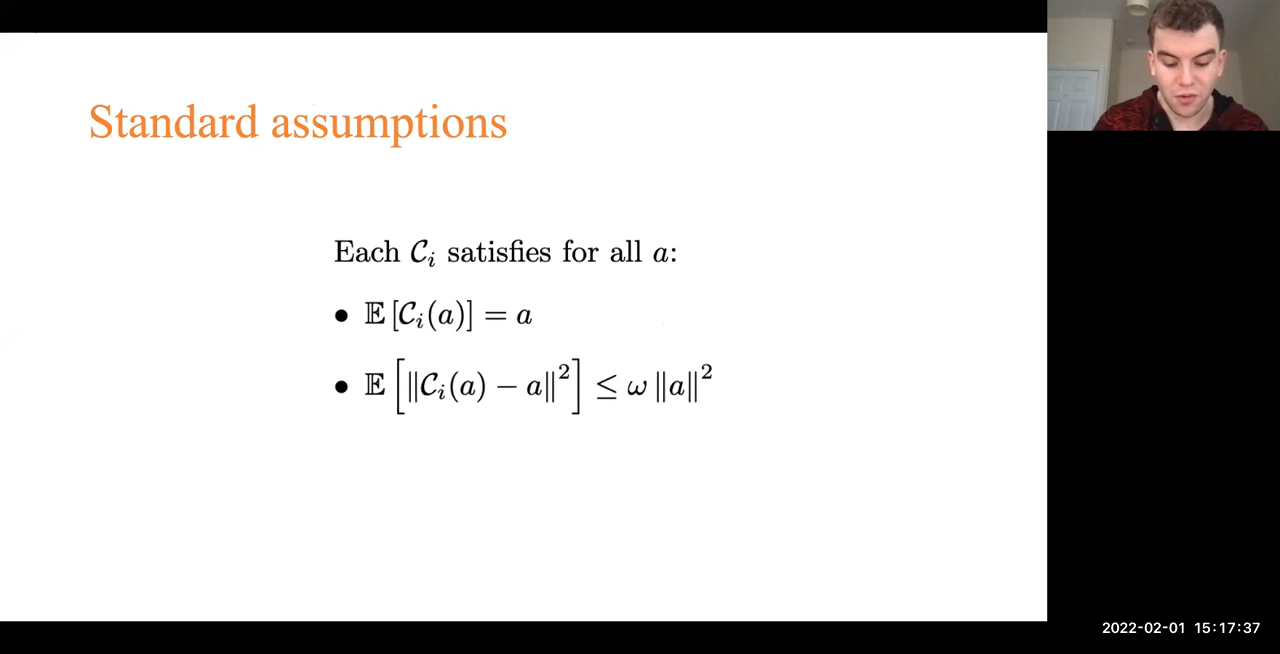 Standard assumptions
Each 𝒞ᵢ satisfies for all a:
• 𝔼 [𝒞ᵢ(a)] = a
• 𝔼 [‖𝒞ᵢ(a) − a‖²] ≤ ω ‖a‖²
2022-02-01 15:17:37